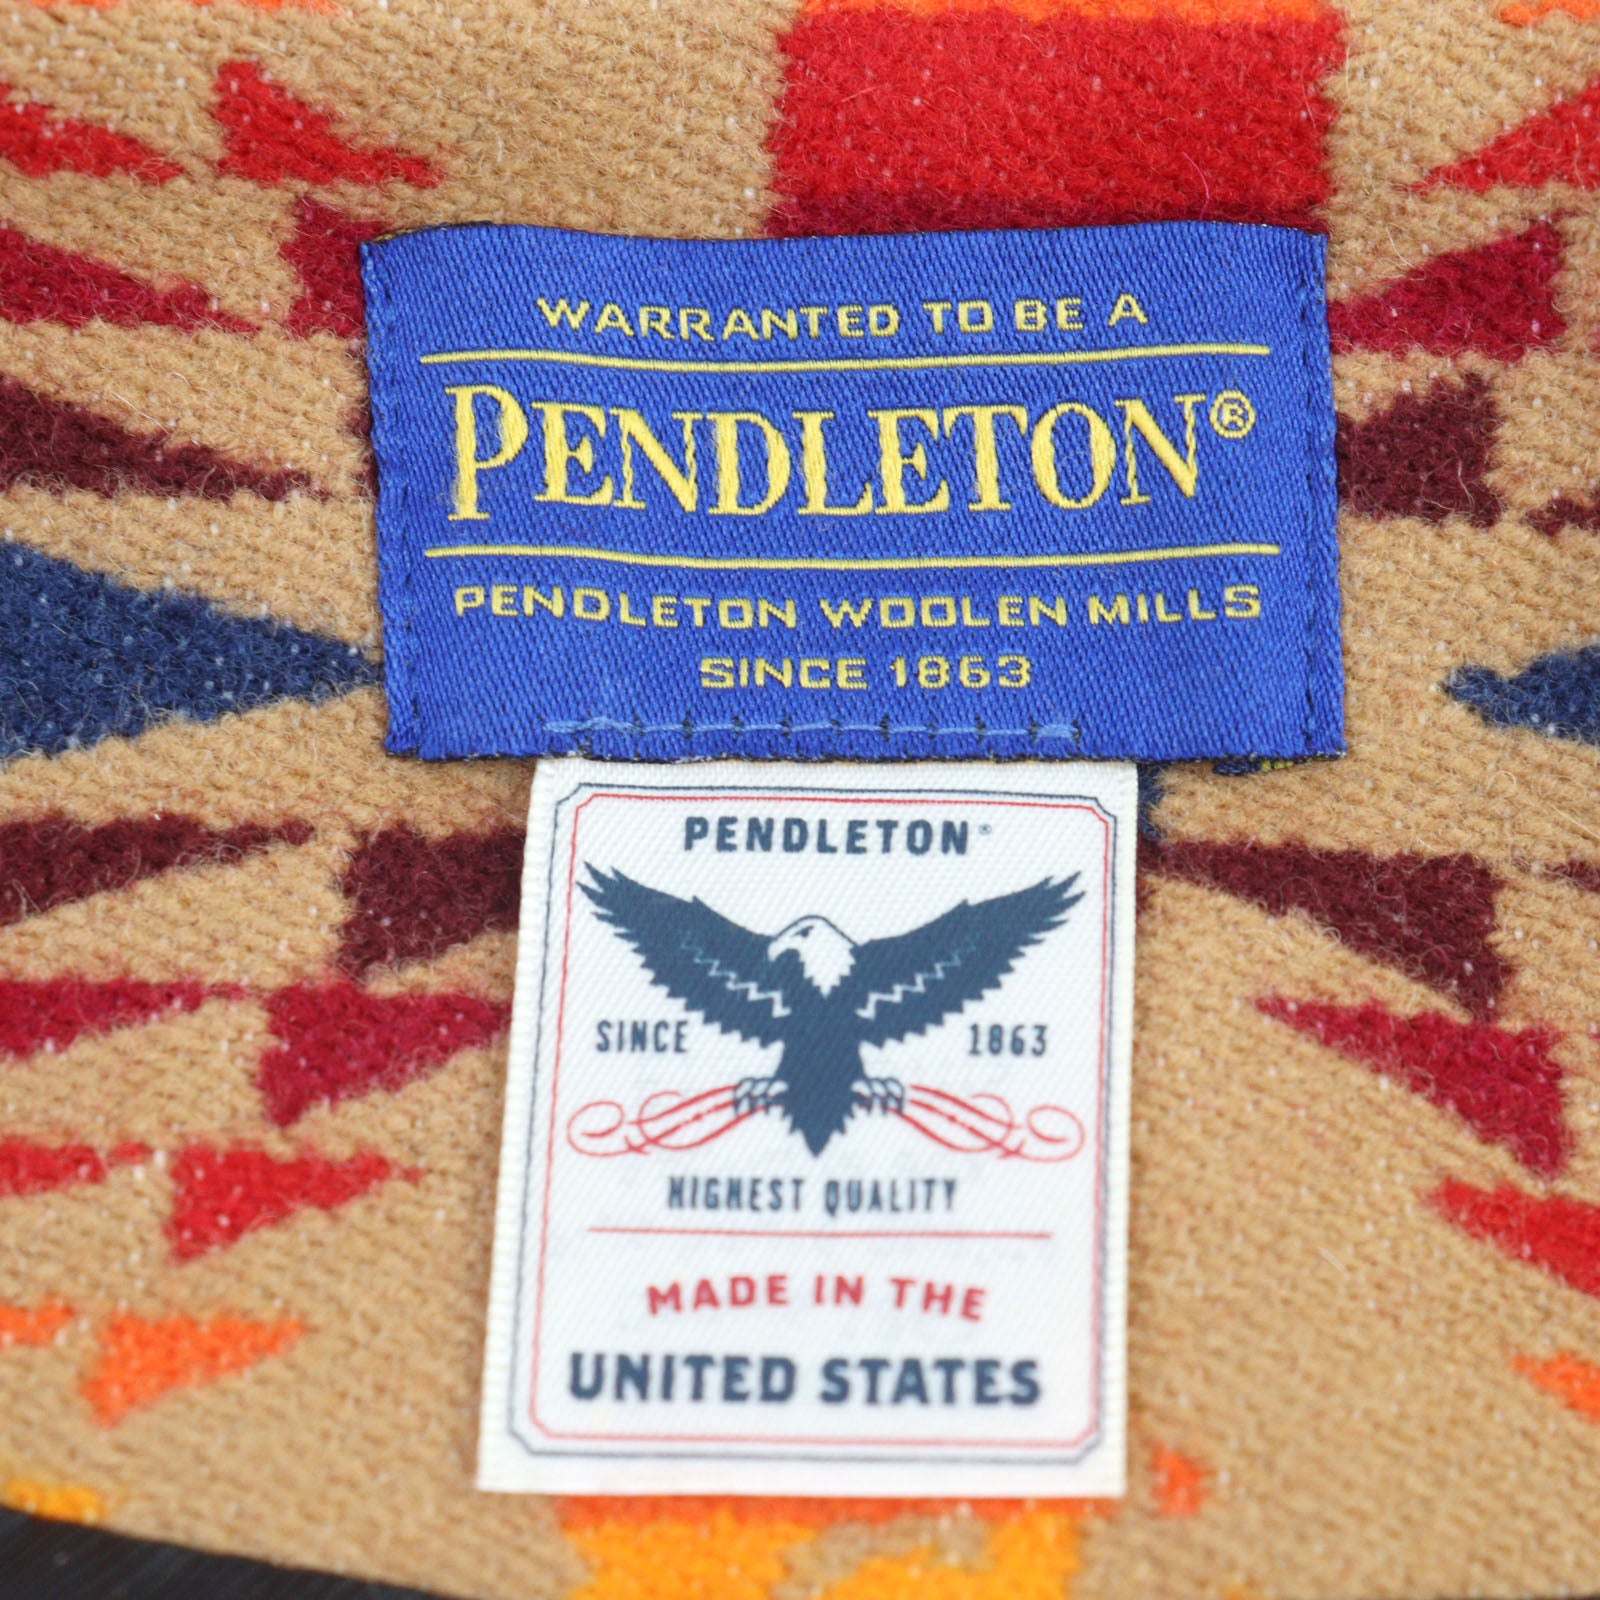 WARRANTED TO BE A
PENDLETON®
PENDLETON WOOLEN MILLS
SINCE 1863
PENDLETON®
SINCE 1863
HIGHEST QUALITY
MADE IN THE
UNITED STATES